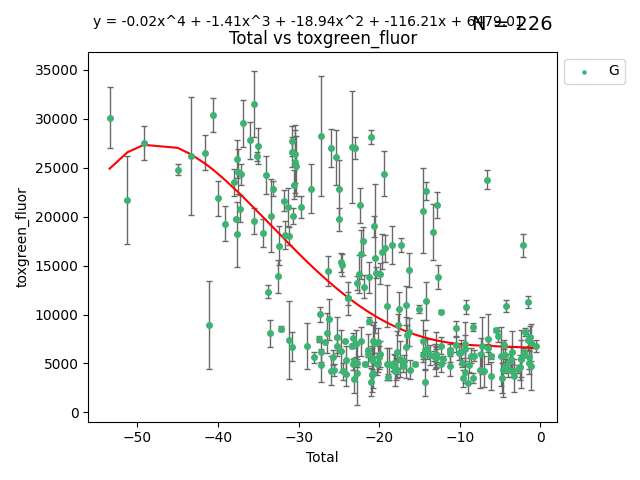 y = -0.02x^4 + -1.41x^3 + -18.94x^2 + -116.21x + 6479.01
N = 226
Total vs toxgreen_fluor
G
toxgreen_fluor
35000
30000
25000
20000
15000
10000
5000
0
−50
−40
−30
−20
−10
0
Total